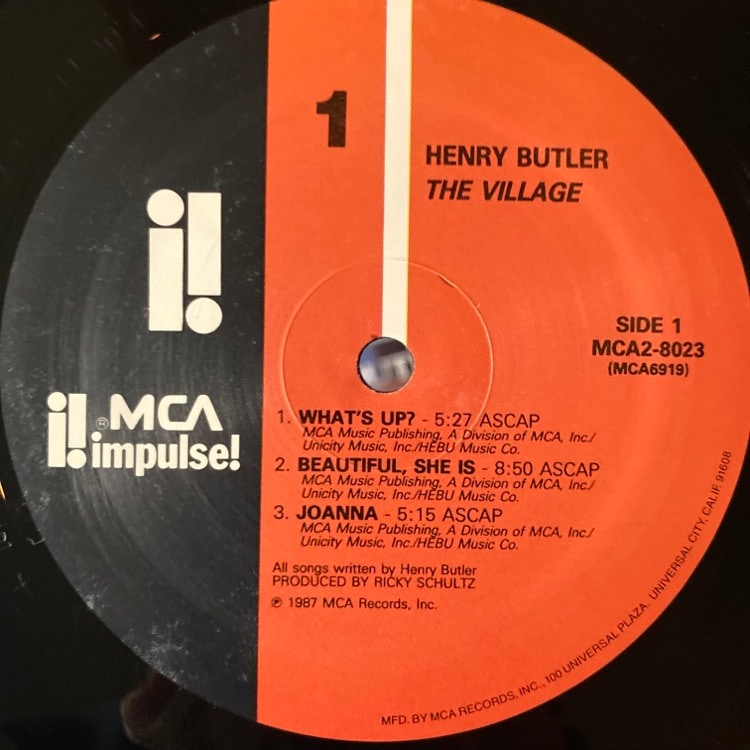 1
HENRY BUTLER
THE VILLAGE
i!
SIDE 1
MCA2-8023
(MCA6919)
i! ® MCA
impulse!
1. WHAT'S UP? - 5:27 ASCAP
MCA Music Publishing, A Division of MCA, Inc./
Unicity Music, Inc./HEBU Music Co.
2. BEAUTIFUL, SHE IS - 8:50 ASCAP
MCA Music Publishing, A Division of MCA, Inc./
Unicity Music, Inc./HEBU Music Co.
3. JOANNA - 5:15 ASCAP
MCA Music Publishing, A Division of MCA, Inc./
Unicity Music, Inc./HEBU Music Co.
All songs written by Henry Butler
PRODUCED BY RICKY SCHULTZ
℗ 1987 MCA Records, Inc.
MFD. BY MCA RECORDS, INC., 100 UNIVERSAL PLAZA, UNIVERSAL CITY, CALIF. 91608